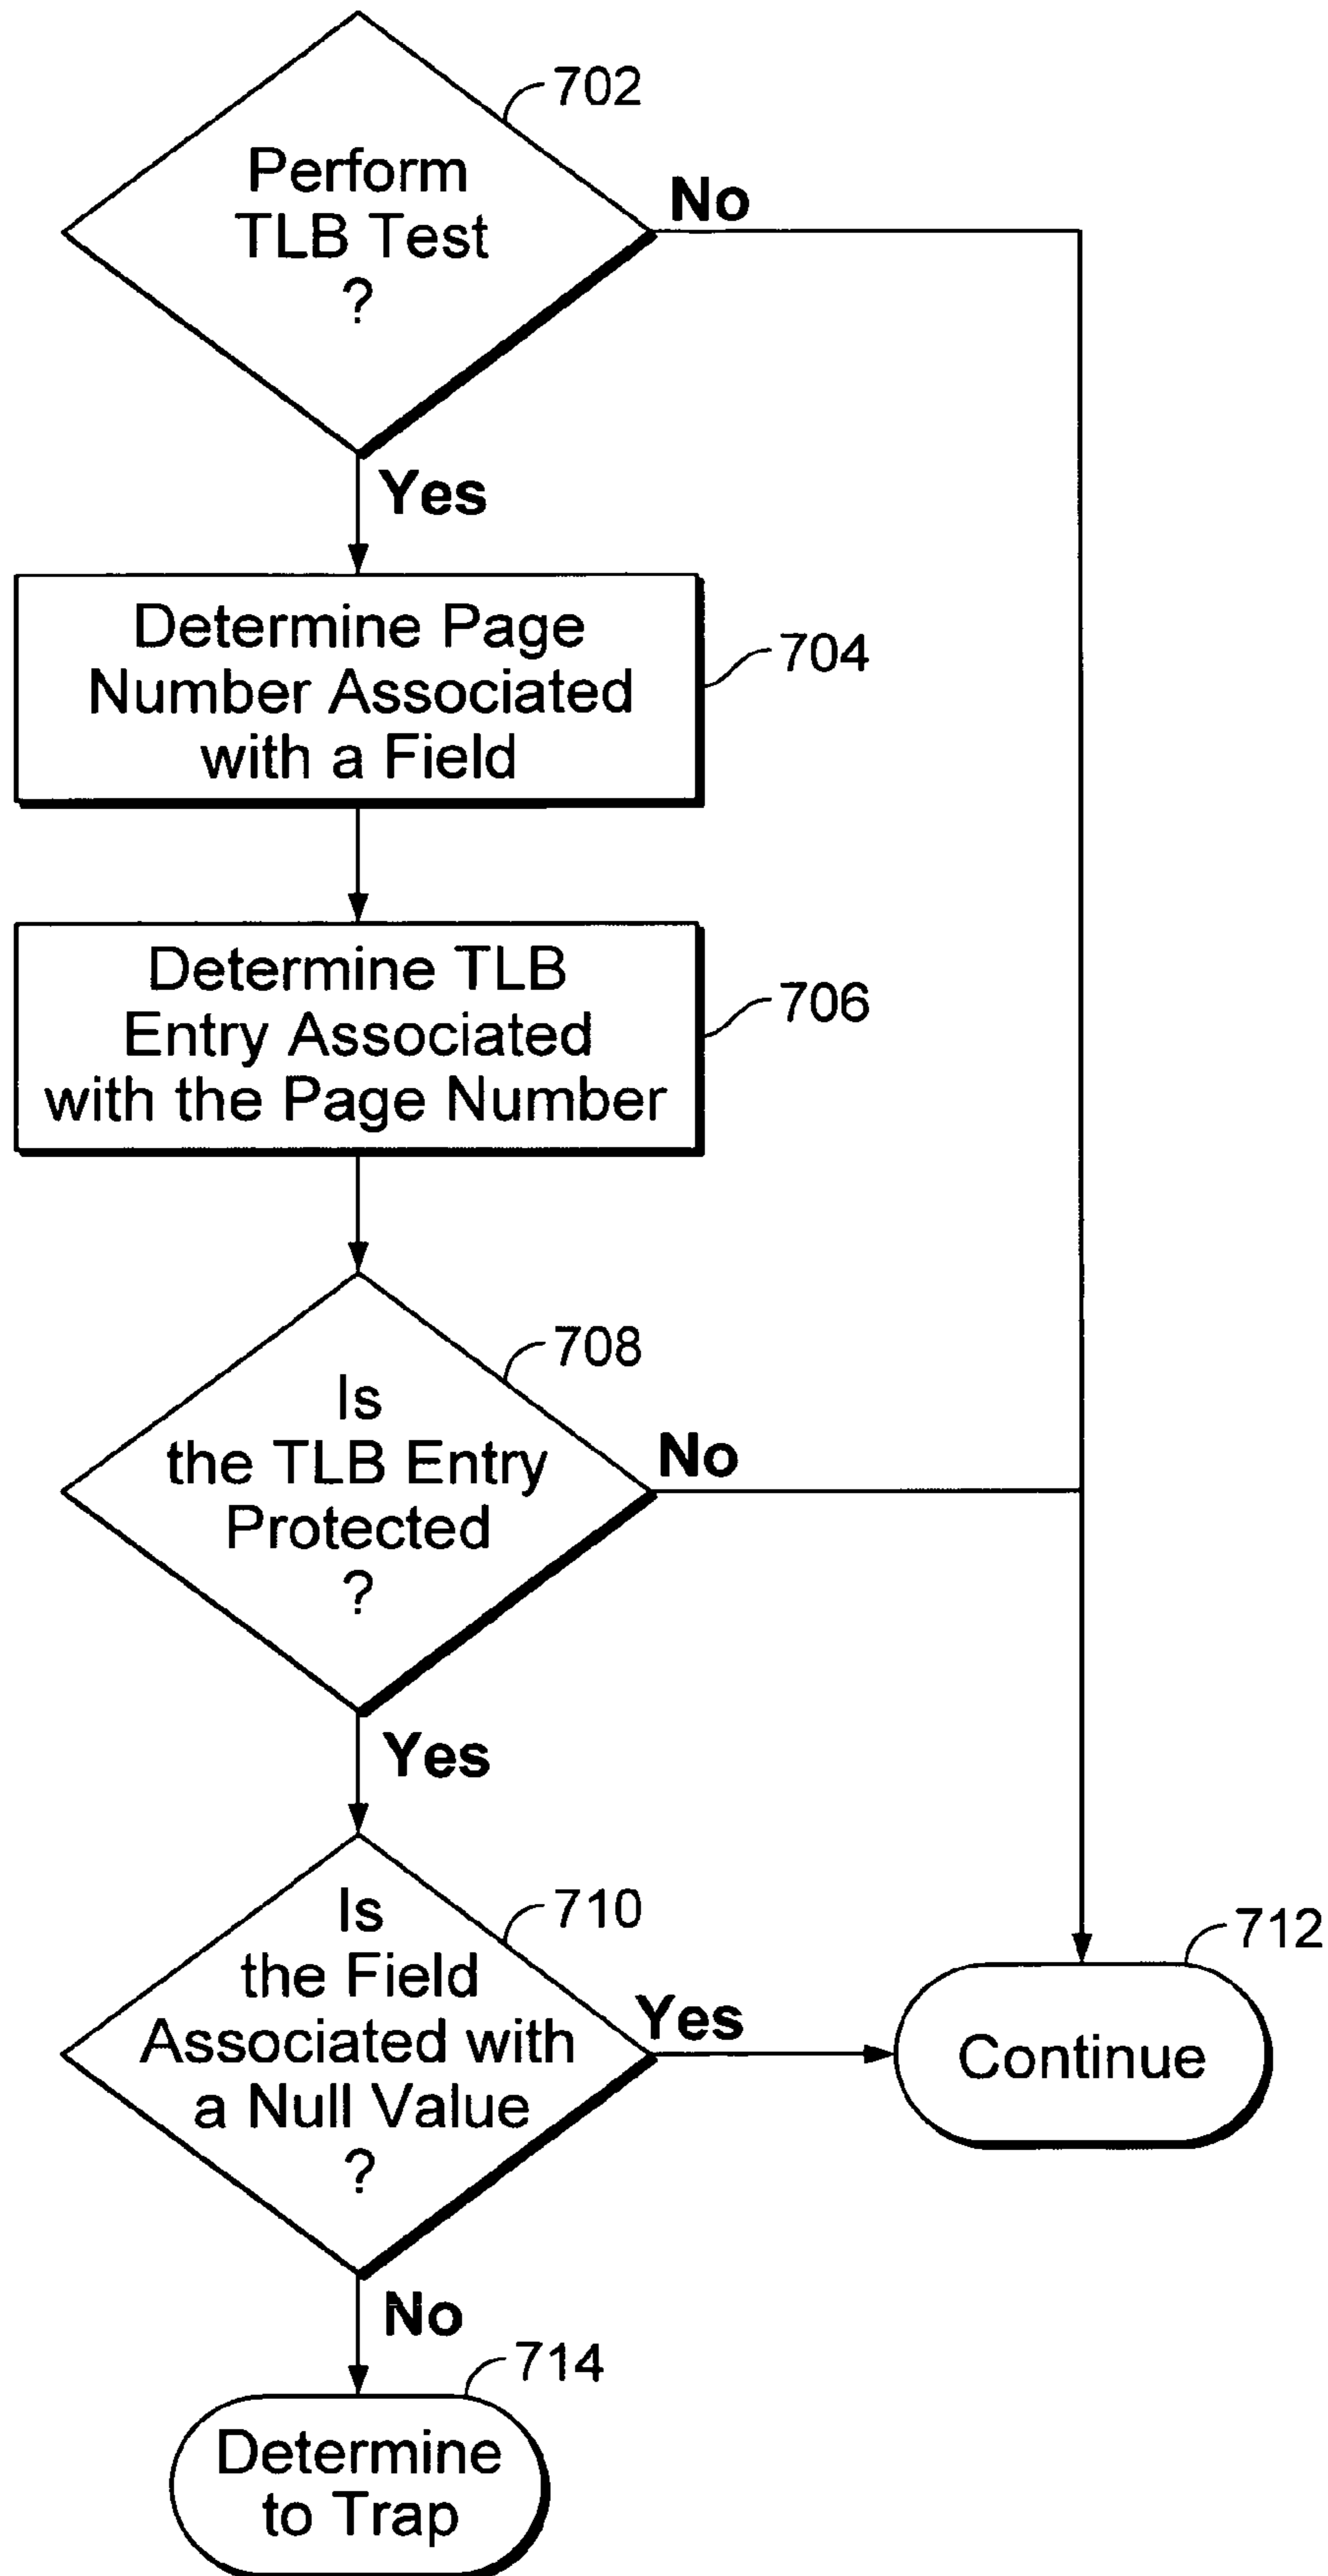 702
Perform
TLB Test
?
No
Yes
Determine Page
Number Associated
with a Field
704
Determine TLB
Entry Associated
with the Page Number
706
708
Is
the TLB Entry
Protected
?
No
Yes
710
Is
the Field
Associated with
a Null Value
?
Yes
712
Continue
No
714
Determine
to Trap